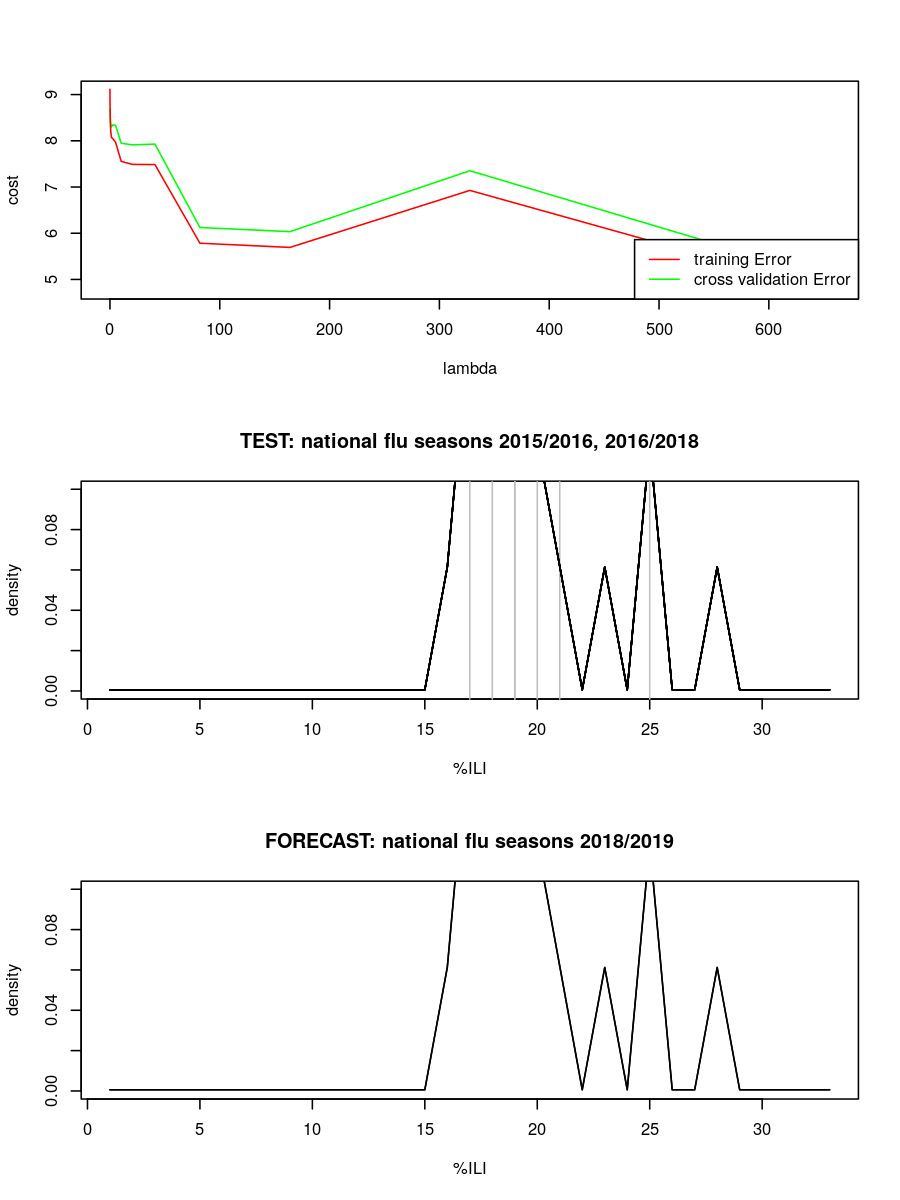 9
8
7
6
5
cost
training Error
cross validation Error
0 100 200 300 400 500 600
lambda
TEST: national flu seasons 2015/2016, 2016/2018
0.08
0.04
0.00
density
0 5 10 15 20 25 30
%ILI
FORECAST: national flu seasons 2018/2019
0.08
0.04
0.00
density
0 5 10 15 20 25 30
%ILI